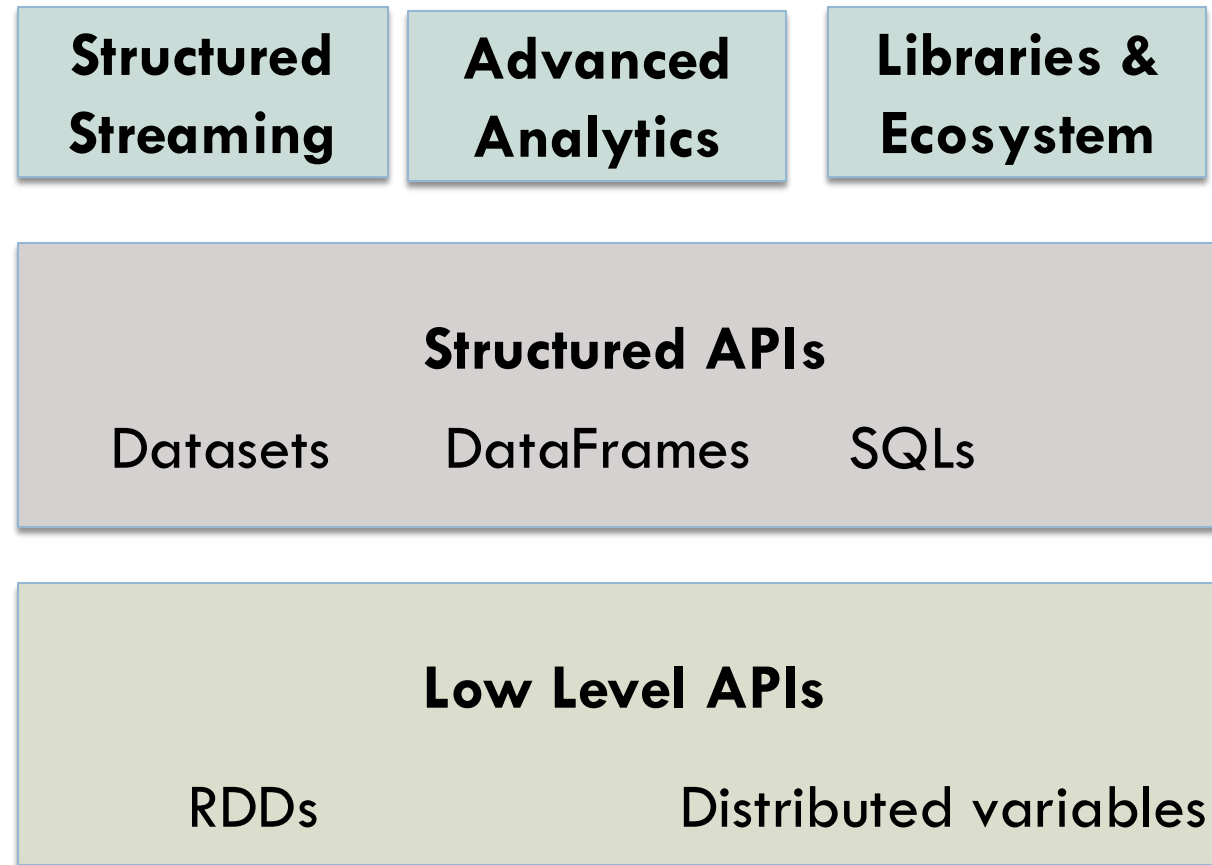 Structured
Streaming
Advanced
Analytics
Libraries &
Ecosystem
Structured APIs
Datasets DataFrames SQLs
Low Level APIs
RDDs Distributed variables